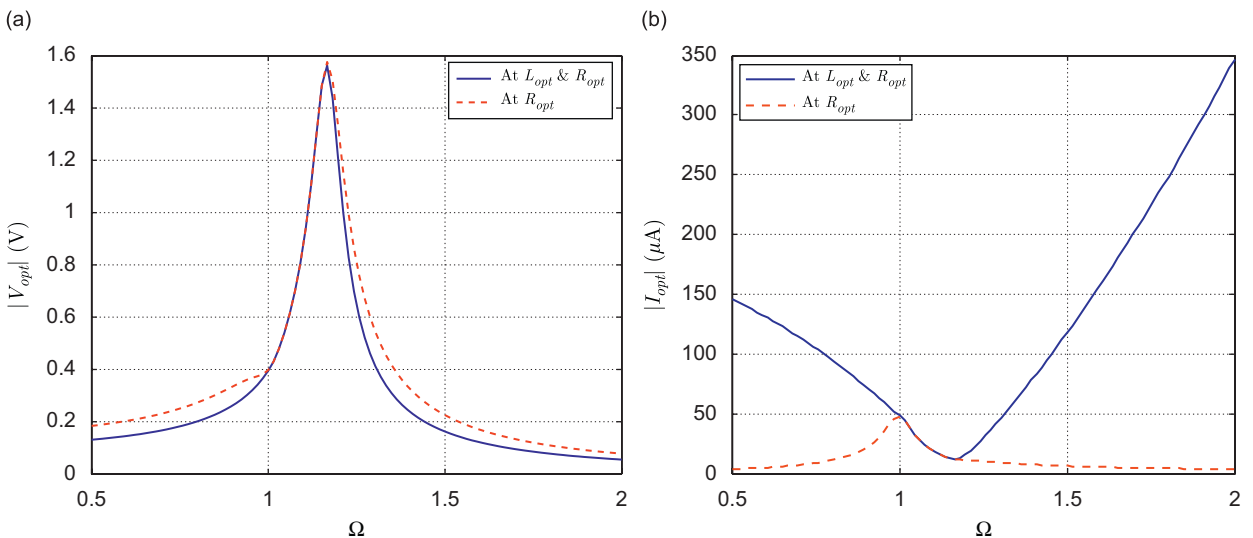 (a)
1.6
1.4
1.2
1
0.8
0.6
0.4
0.2
0
|V_opt| (V)
At L_opt & R_opt
At R_opt
0.5 1 1.5 2
Ω
(b)
350
300
250
200
150
100
50
0
|I_opt| (μA)
At L_opt & R_opt
At R_opt
0.5 1 1.5 2
Ω